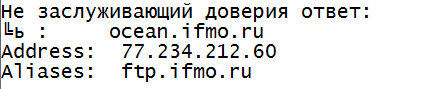 Не заслуживающий доверия ответ:
╚ь :     ocean.ifmo.ru
Address:  77.234.212.60
Aliases:  ftp.ifmo.ru